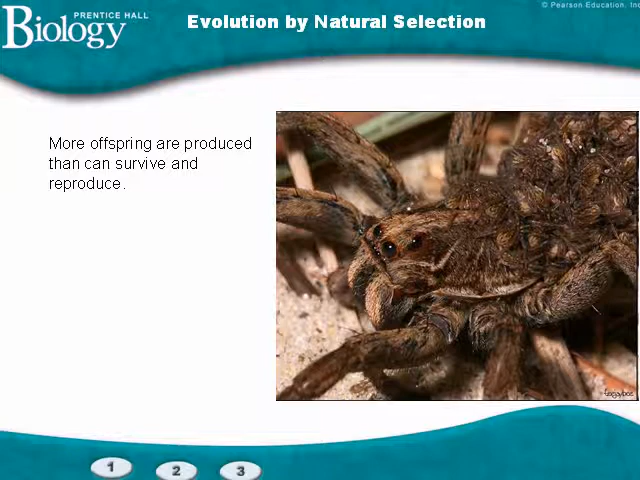 PRENTICE HALL
Biology
Evolution by Natural Selection
© Pearson Education, Inc
More offspring are produced
than can survive and
reproduce.
1 2 3